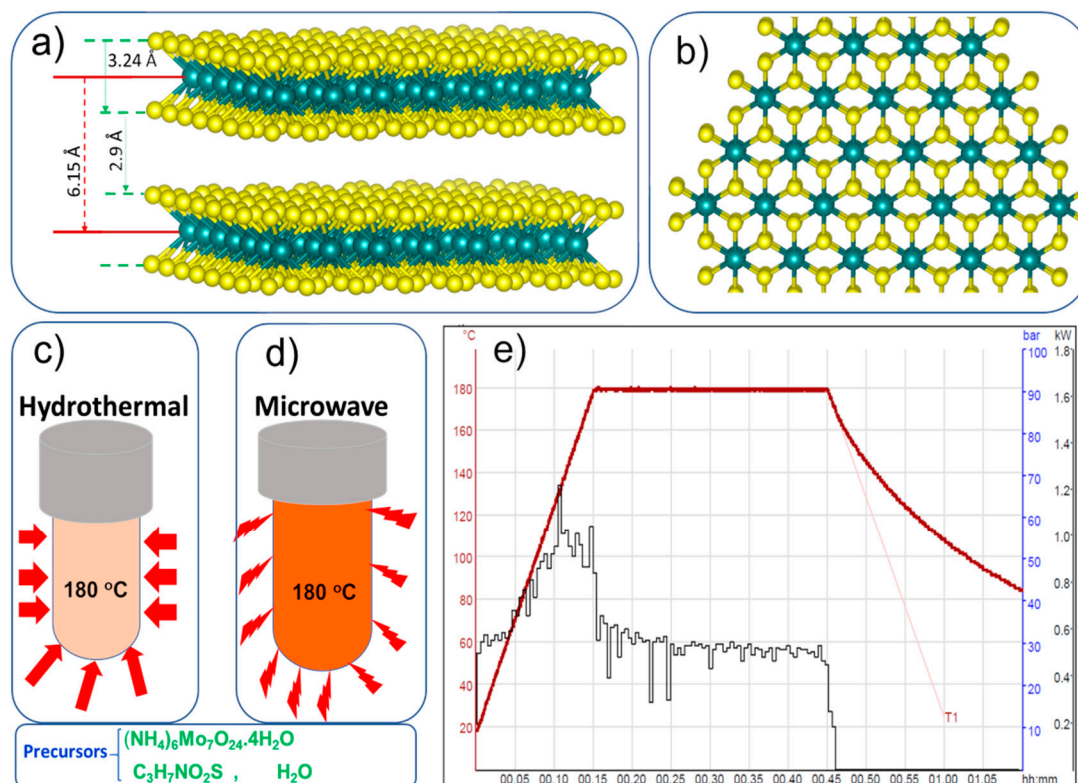 a)
3.24 Å
6.15 Å
2.9 Å
b)
c)
Hydrothermal
180 °C
d)
Microwave
180 °C
Precursors
(NH₄)₆Mo₇O₂₄.4H₂O
C₃H₇NO₂S , H₂O
e)
°C
bar
kW
180
160
140
120
100
80
60
40
20
100
90
80
70
60
50
40
30
20
10
1.8
1.6
1.4
1.2
1.0
0.8
0.6
0.4
0.2
T1
00.05 00.10 00.15 00.20 00.25 00.30 00.35 00.40 00.45 00.50 00.55 01.00 01.05 hh:mm